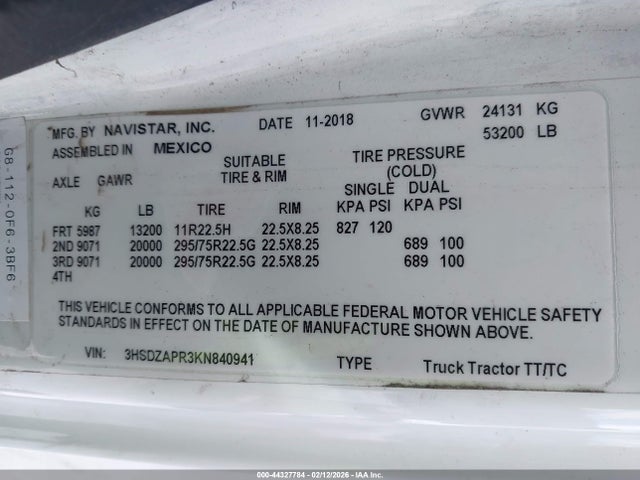 MFG. BY NAVISTAR, INC. DATE 11-2018 GVWR 24131 KG
ASSEMBLED IN MEXICO 53200 LB
SUITABLE TIRE PRESSURE
AXLE GAWR TIRE & RIM (COLD)
SINGLE DUAL
KG LB TIRE RIM KPA PSI KPA PSI
FRT 5987 13200 11R22.5H 22.5X8.25 827 120
2ND 9071 20000 295/75R22.5G 22.5X8.25 689 100
3RD 9071 20000 295/75R22.5G 22.5X8.25 689 100
4TH
THIS VEHICLE CONFORMS TO ALL APPLICABLE FEDERAL MOTOR VEHICLE SAFETY
STANDARDS IN EFFECT ON THE DATE OF MANUFACTURE SHOWN ABOVE.
VIN: 3HSDZAPR3KN840941 TYPE Truck Tractor TT/TC
G8-112-0F6-3BF6
000-44327784 - 02/12/2026 - IAA Inc.